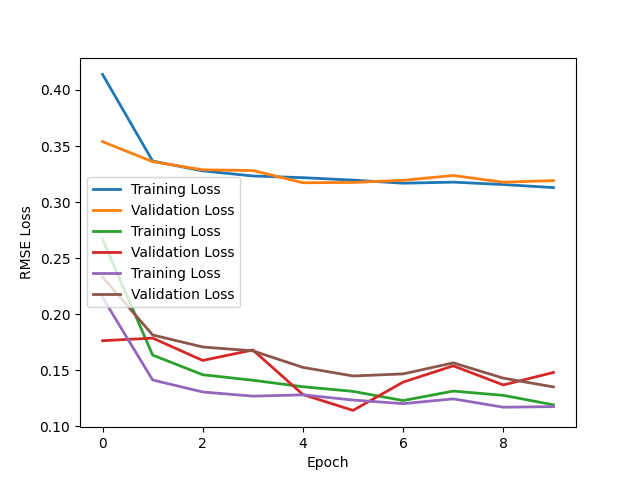 0.40
0.35
0.30
0.25
0.20
0.15
0.10
RMSE Loss
Training Loss
Validation Loss
Training Loss
Validation Loss
Training Loss
Validation Loss
0 2 4 6 8
Epoch